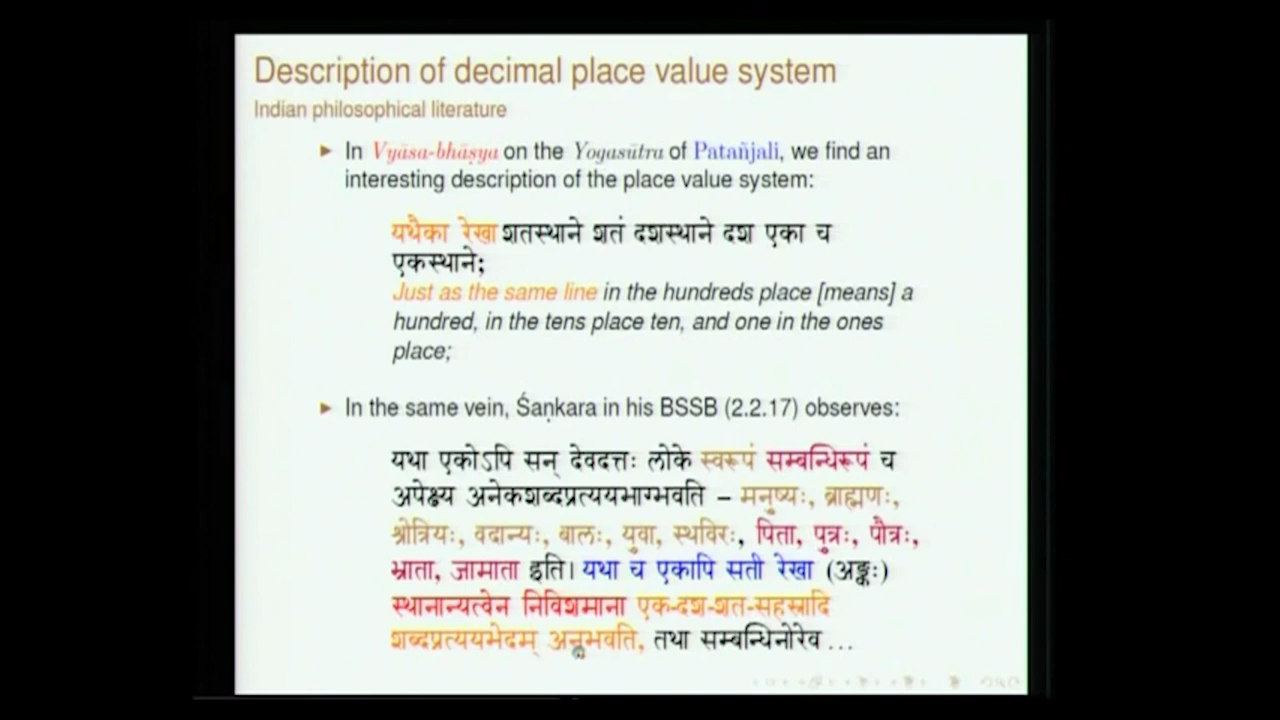 Description of decimal place value system
Indian philosophical literature
► In Vyāsa-bhāṣya on the Yogasūtra of Patañjali, we find an
interesting description of the place value system:
यथैका रेखा शतस्थाने शतं दशस्थाने दश एका च
एकस्थाने;
Just as the same line in the hundreds place [means] a
hundred, in the tens place ten, and one in the ones
place;
► In the same vein, Śaṇkara in his BSSB (2.2.17) observes:
यथा एकोऽपि सन् देवदत्तः लोके स्वरूपं सम्बन्धिरूपं च
अपेक्ष्य अनेकशब्दप्रत्ययभाग्भवति – मनुष्यः, ब्राह्मणः,
श्रोत्रियः, वदान्यः, बालः, युवा, स्थविरः, पिता, पुत्रः, पौत्रः,
भ्राता, जामाता इति। यथा च एकापि सती रेखा (अङ्कः)
स्थानान्यत्वेन निविशमाना एक-दश-शत-सहस्रादि
शब्दप्रत्ययभेदम् अनुभवति, तथा सम्बन्धिनोरेव ...